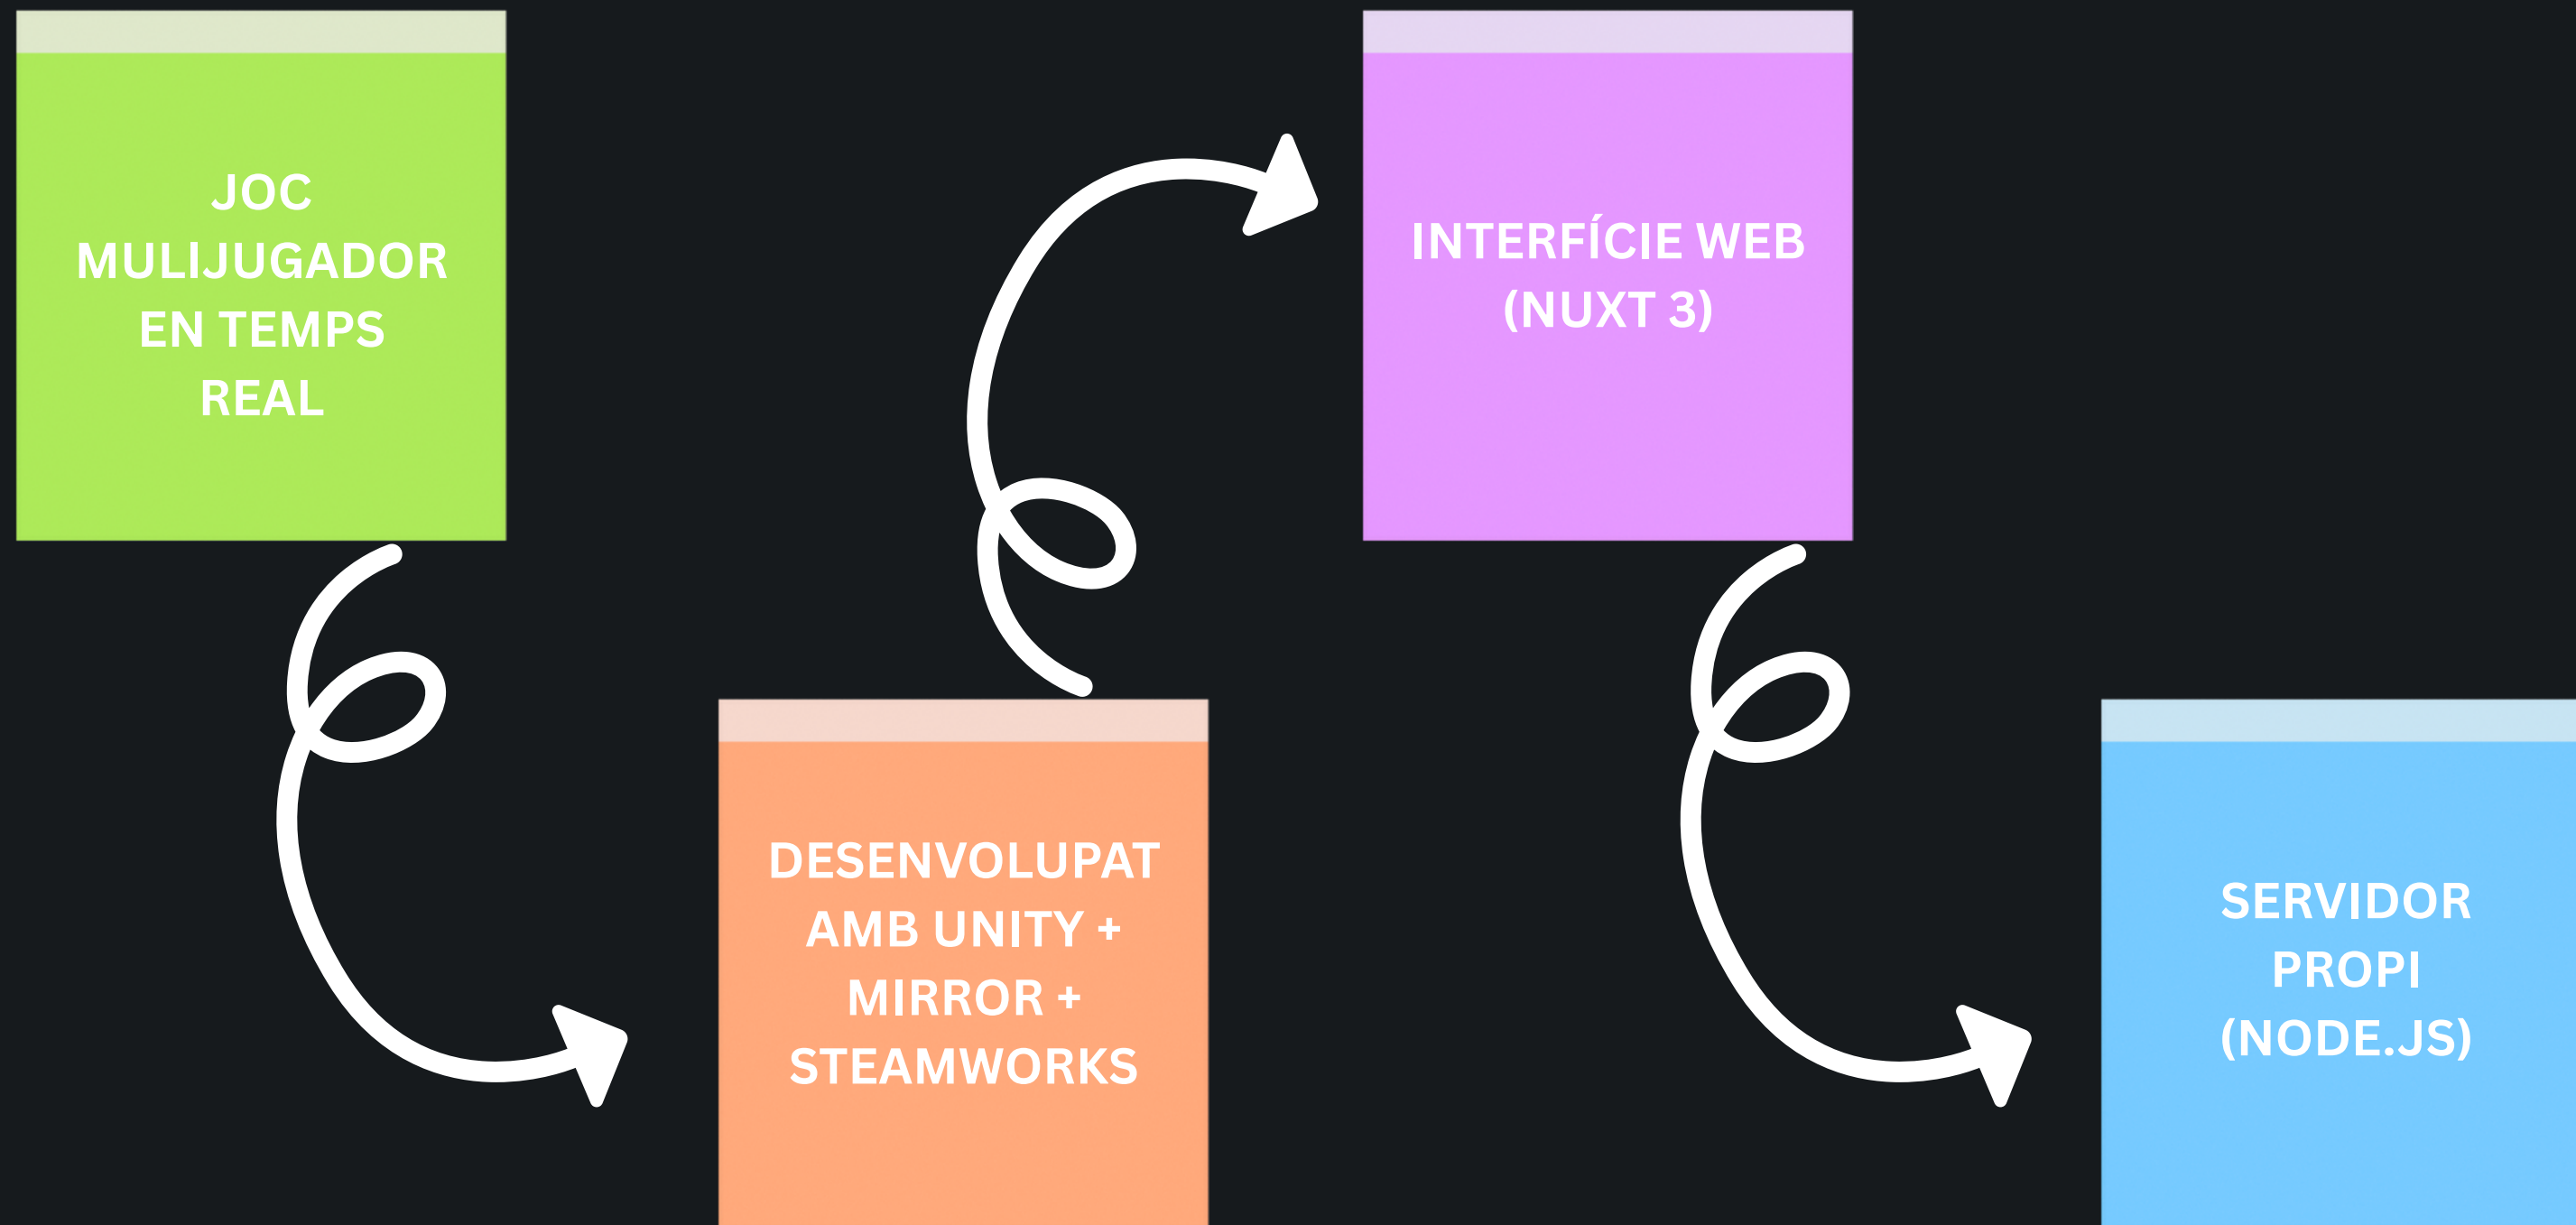 JOC
MULIJUGADOR
EN TEMPS
REAL
DESENVOLUPAT
AMB UNITY +
MIRROR +
STEAMWORKS
INTERFÍCIE WEB
(NUXT 3)
SERVIDOR
PROPI
(NODE.JS)